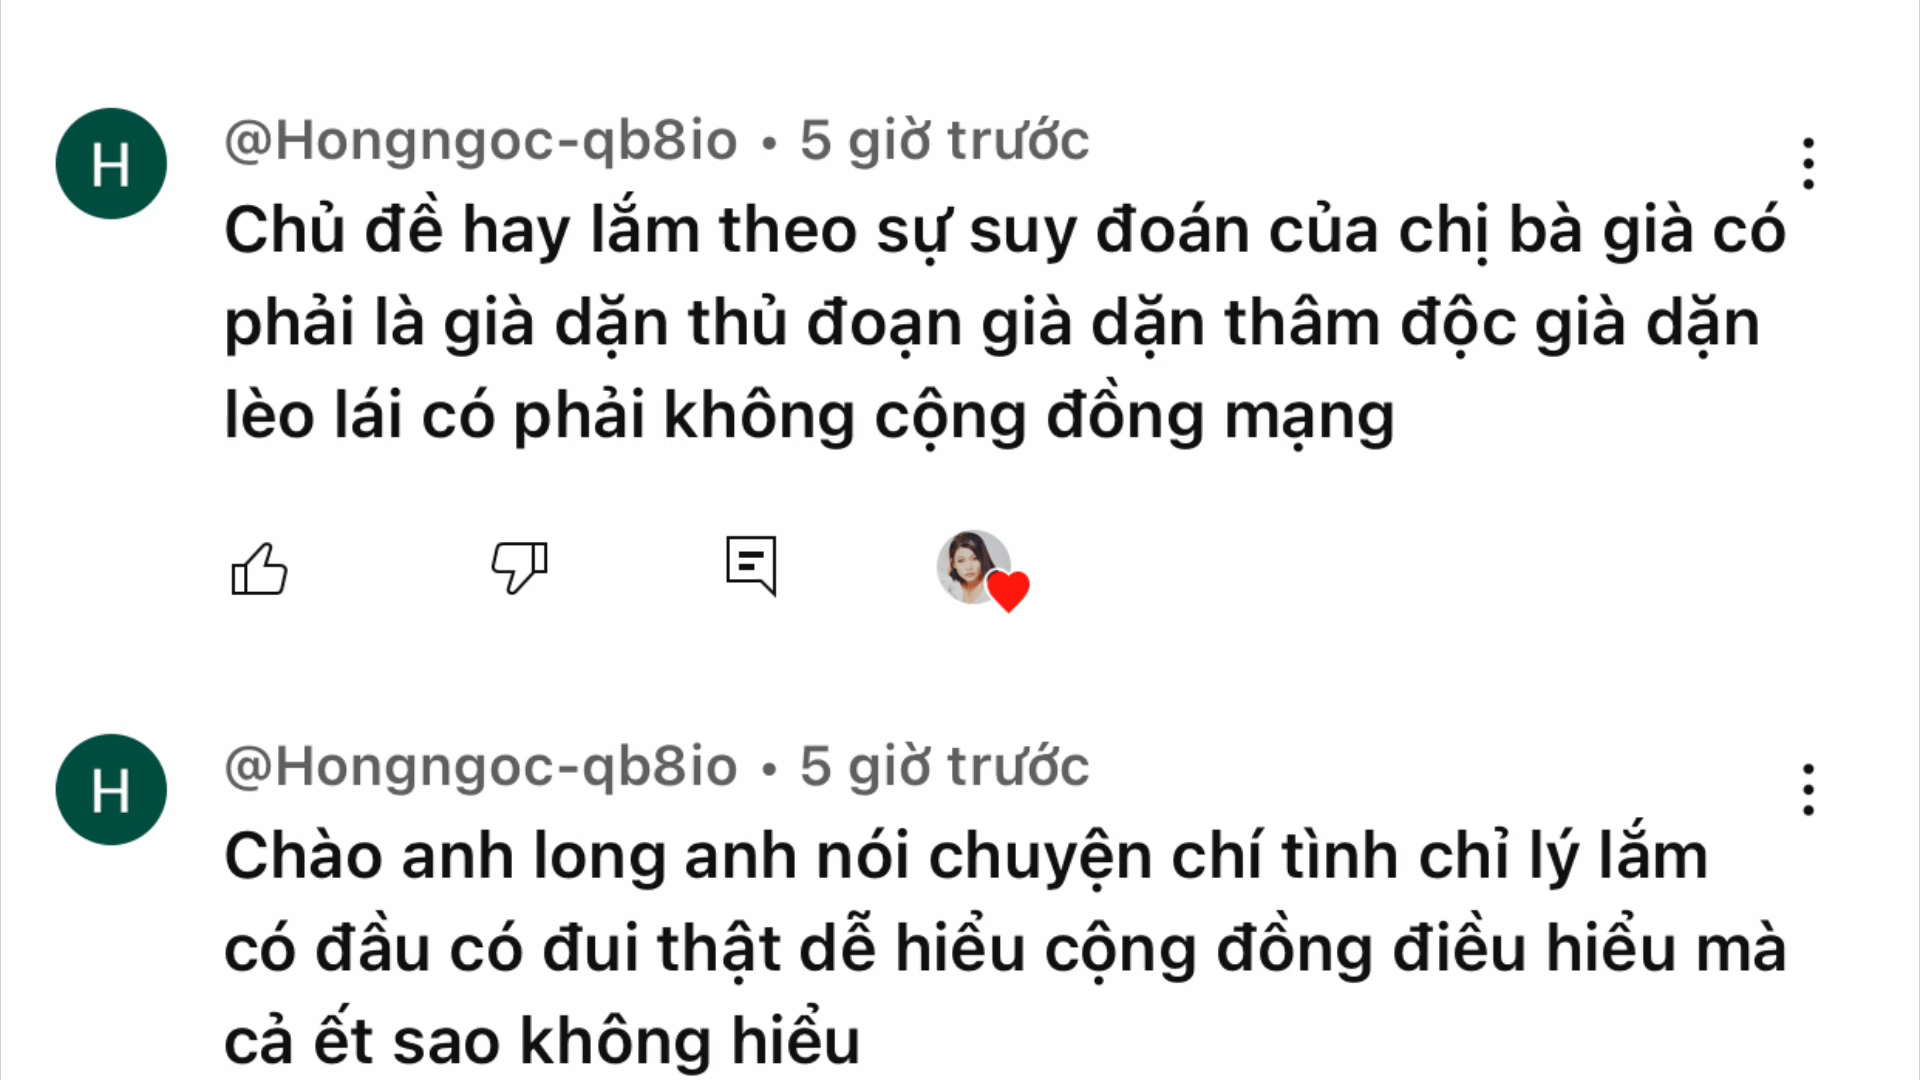 H
@Hongngoc-qb8io • 5 giờ trước
Chủ đề hay lắm theo sự suy đoán của chị bà già có
phải là già dặn thủ đoạn già dặn thâm độc già dặn
lèo lái có phải không cộng đồng mạng
H
@Hongngoc-qb8io • 5 giờ trước
Chào anh long anh nói chuyện chí tình chỉ lý lắm
có đầu có đui thật dễ hiểu cộng đồng điều hiểu mà
cả ết sao không hiểu